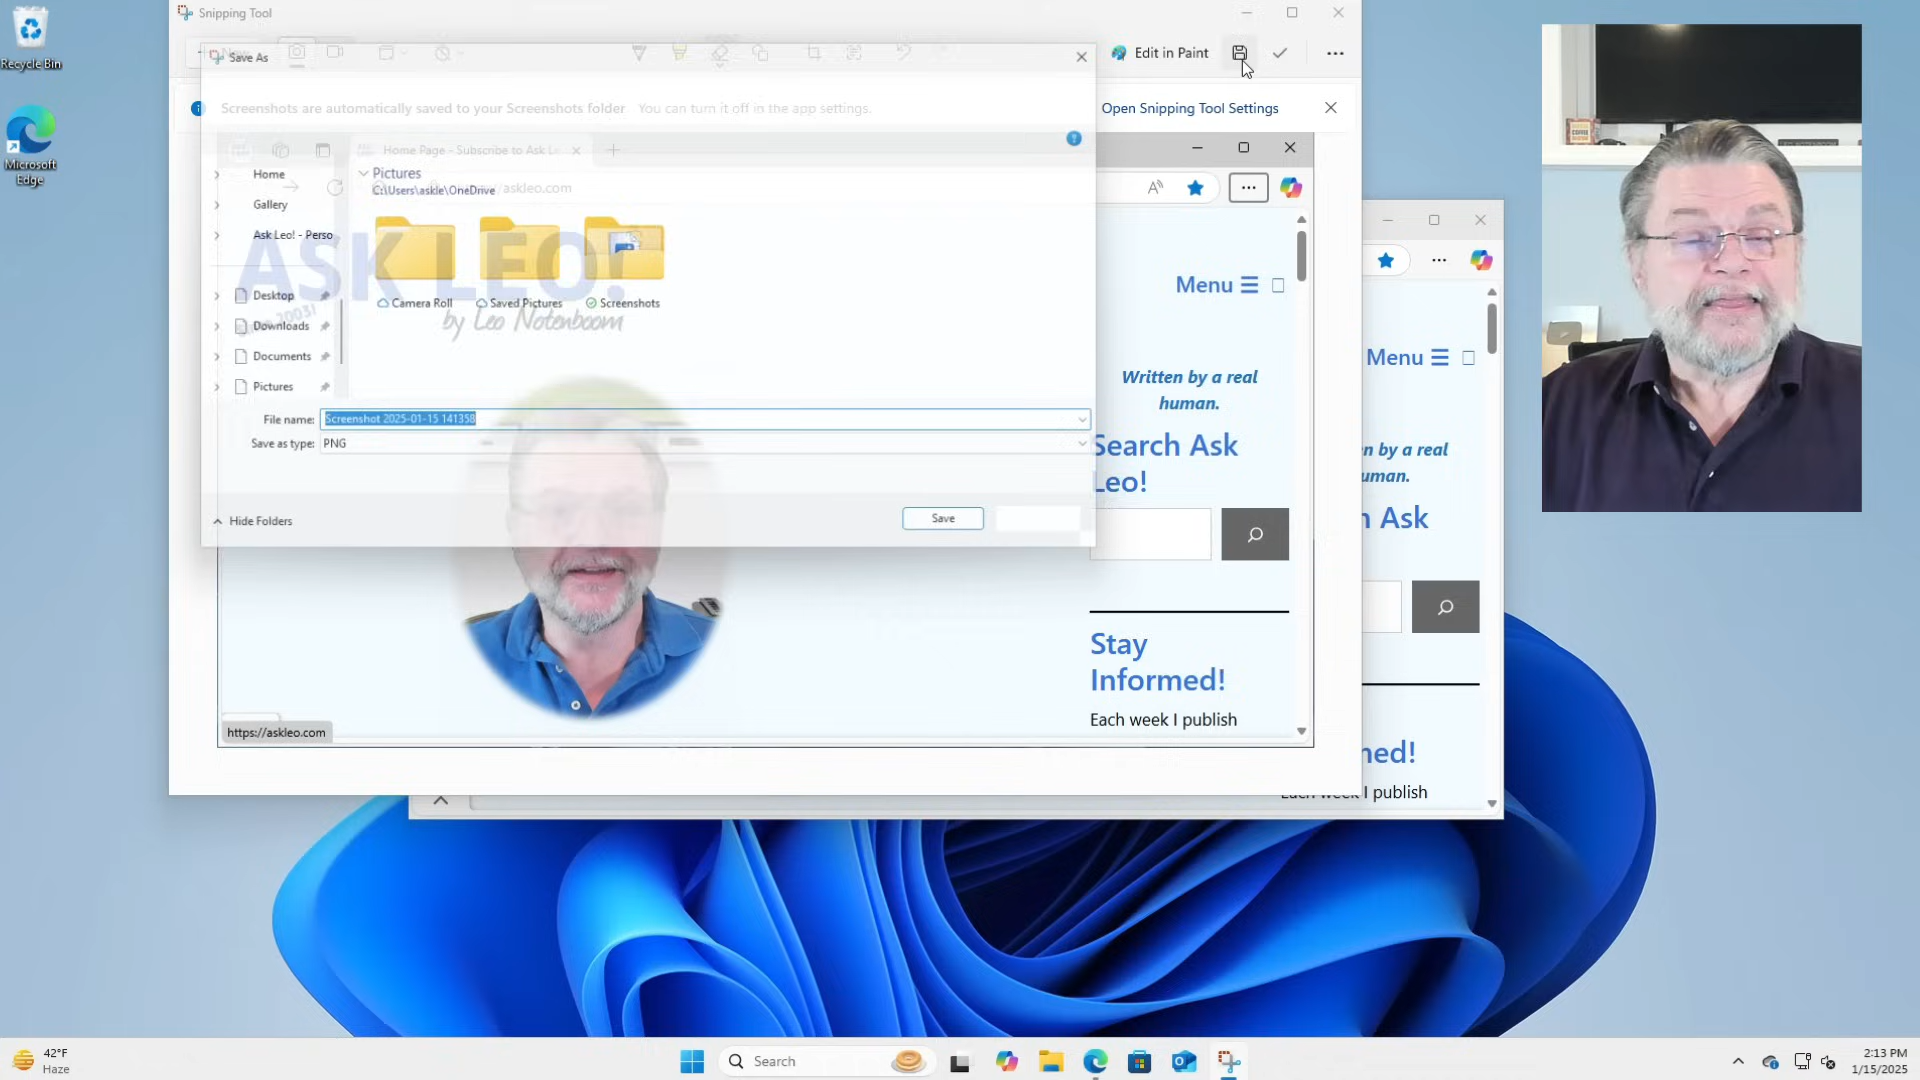 Recycle Bin
Microsoft
Edge
Snipping Tool
New
Edit in Paint
Save As
Screenshots are automatically saved to your Screenshots folder You can turn it off in the app settings.
Open Snipping Tool Settings
Home Page - Subscribe to Ask Le
askleo.com
Home
Gallery
Ask Leo! - Perso
Desktop
Downloads
Documents
Pictures
Pictures
C:\Users\askle\OneDrive
Camera Roll
Saved Pictures
Screenshots
ASK LEO!
2003!
by Leo Notenboom
File name:
Screenshot 2025-01-15 141358
Save as type:
PNG
Hide Folders
Save
https://askleo.com
Menu
Written by a real
human.
Search Ask
Leo!
Stay
Informed!
Each week I publish
Menu
n by a real
uman.
h Ask
ned!
Each week I publish
42°F
Haze
Search
2:13 PM
1/15/2025